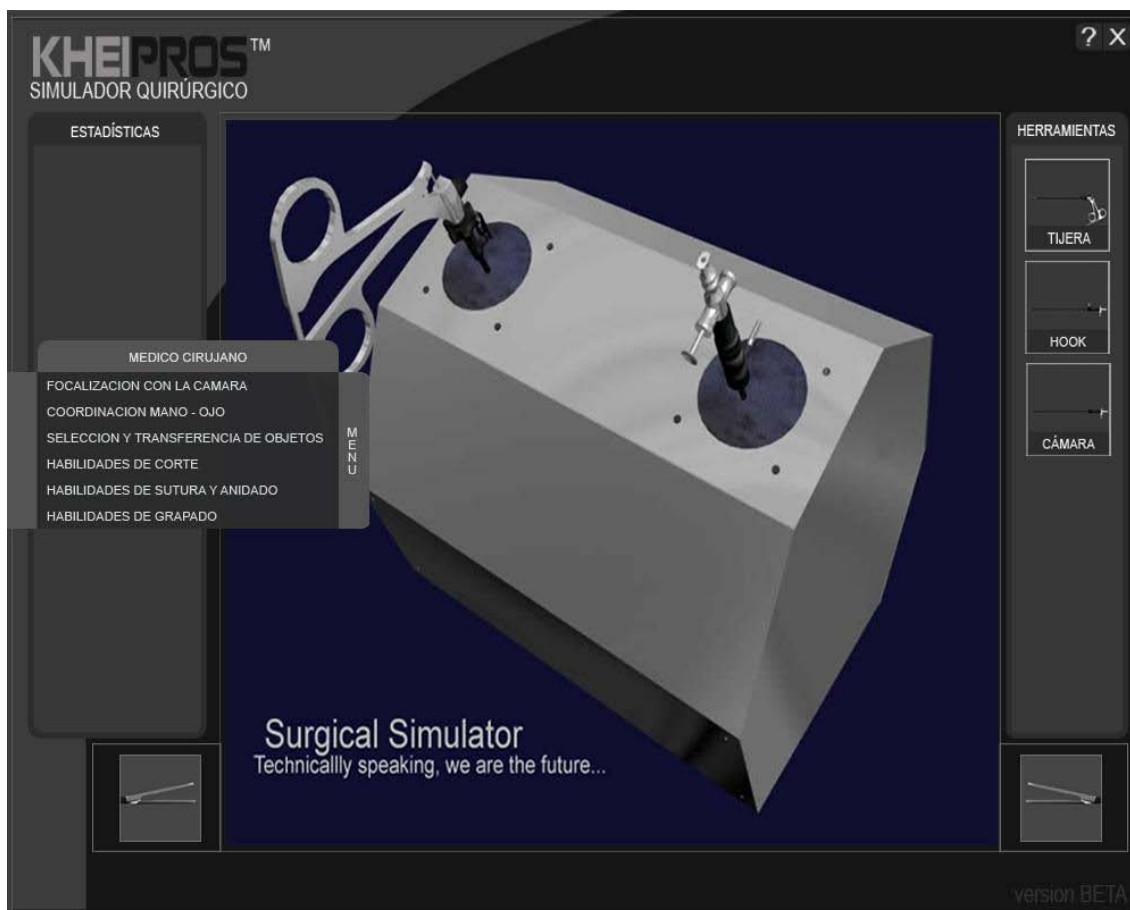 KHEIPROS™
SIMULADOR QUIRÚRGICO
? X
ESTADÍSTICAS
MEDICO CIRUJANO
FOCALIZACION CON LA CAMARA
COORDINACION MANO - OJO
SELECCION Y TRANSFERENCIA DE OBJETOS
HABILIDADES DE CORTE
HABILIDADES DE SUTURA Y ANIDADO
HABILIDADES DE GRAPADO
MENU
Surgical Simulator
Technicallly speaking, we are the future...
HERRAMIENTAS
TIJERA
HOOK
CÁMARA
version BETA